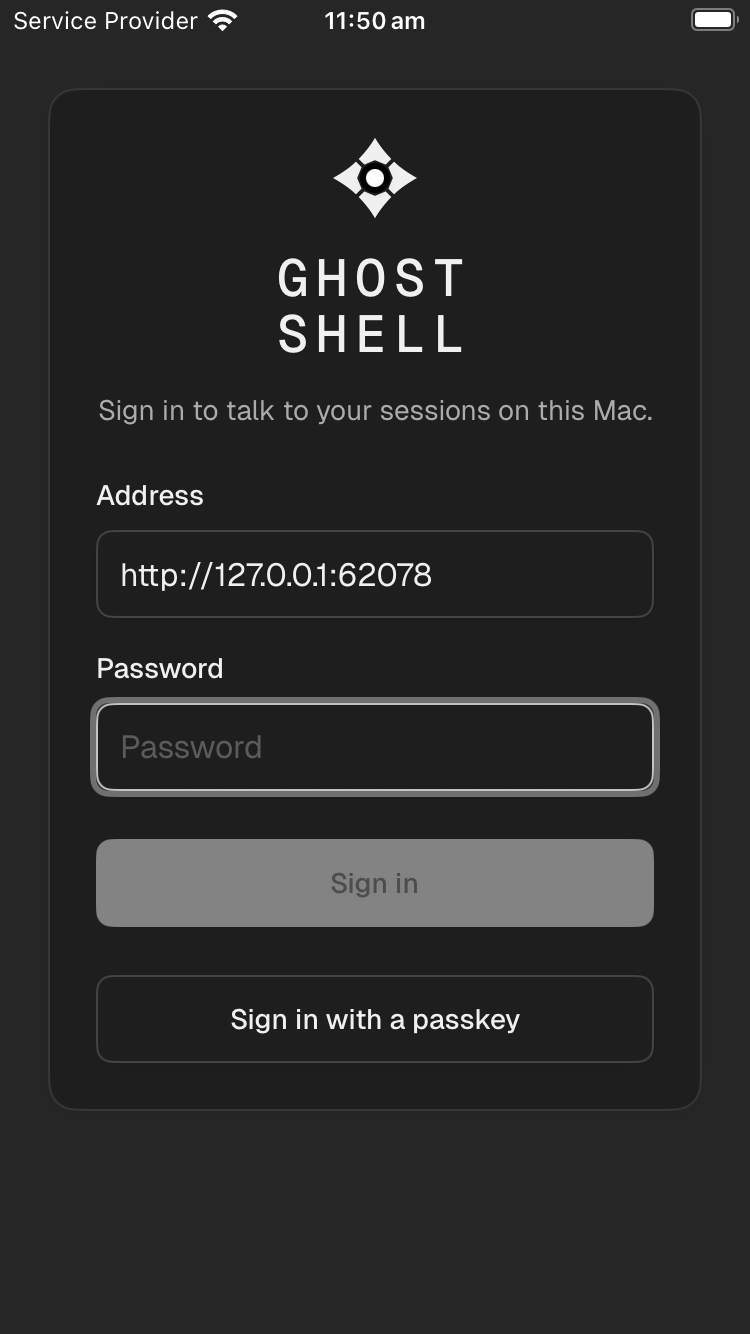 Service Provider 11:50 am
GHOST
SHELL
Sign in to talk to your sessions on this Mac.
Address
http://127.0.0.1:62078
Password
Password
Sign in
Sign in with a passkey